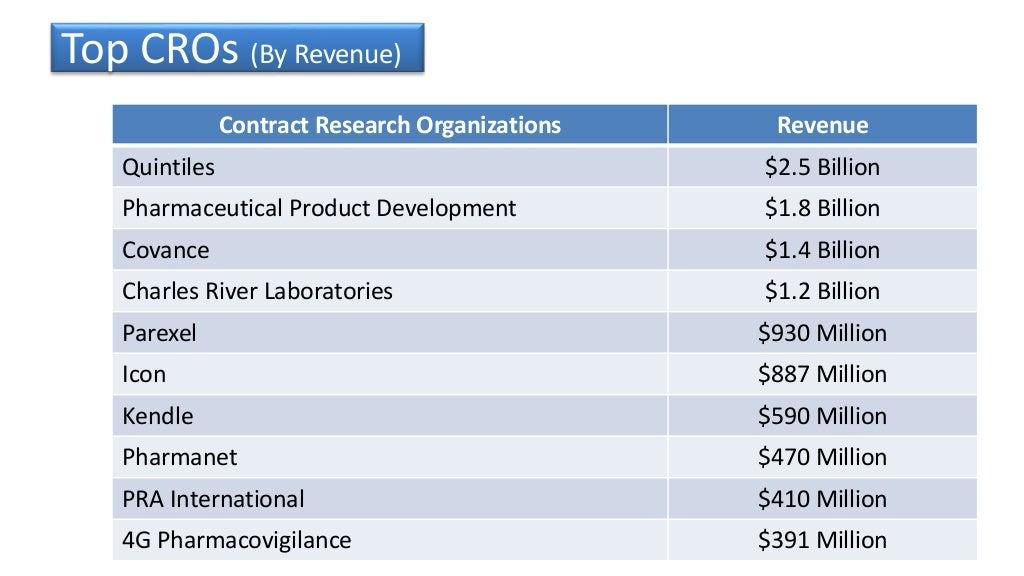 Top CROs (By Revenue)
Contract Research Organizations Revenue
Quintiles $2.5 Billion
Pharmaceutical Product Development $1.8 Billion
Covance $1.4 Billion
Charles River Laboratories $1.2 Billion
Parexel $930 Million
Icon $887 Million
Kendle $590 Million
Pharmanet $470 Million
PRA International $410 Million
4G Pharmacovigilance $391 Million